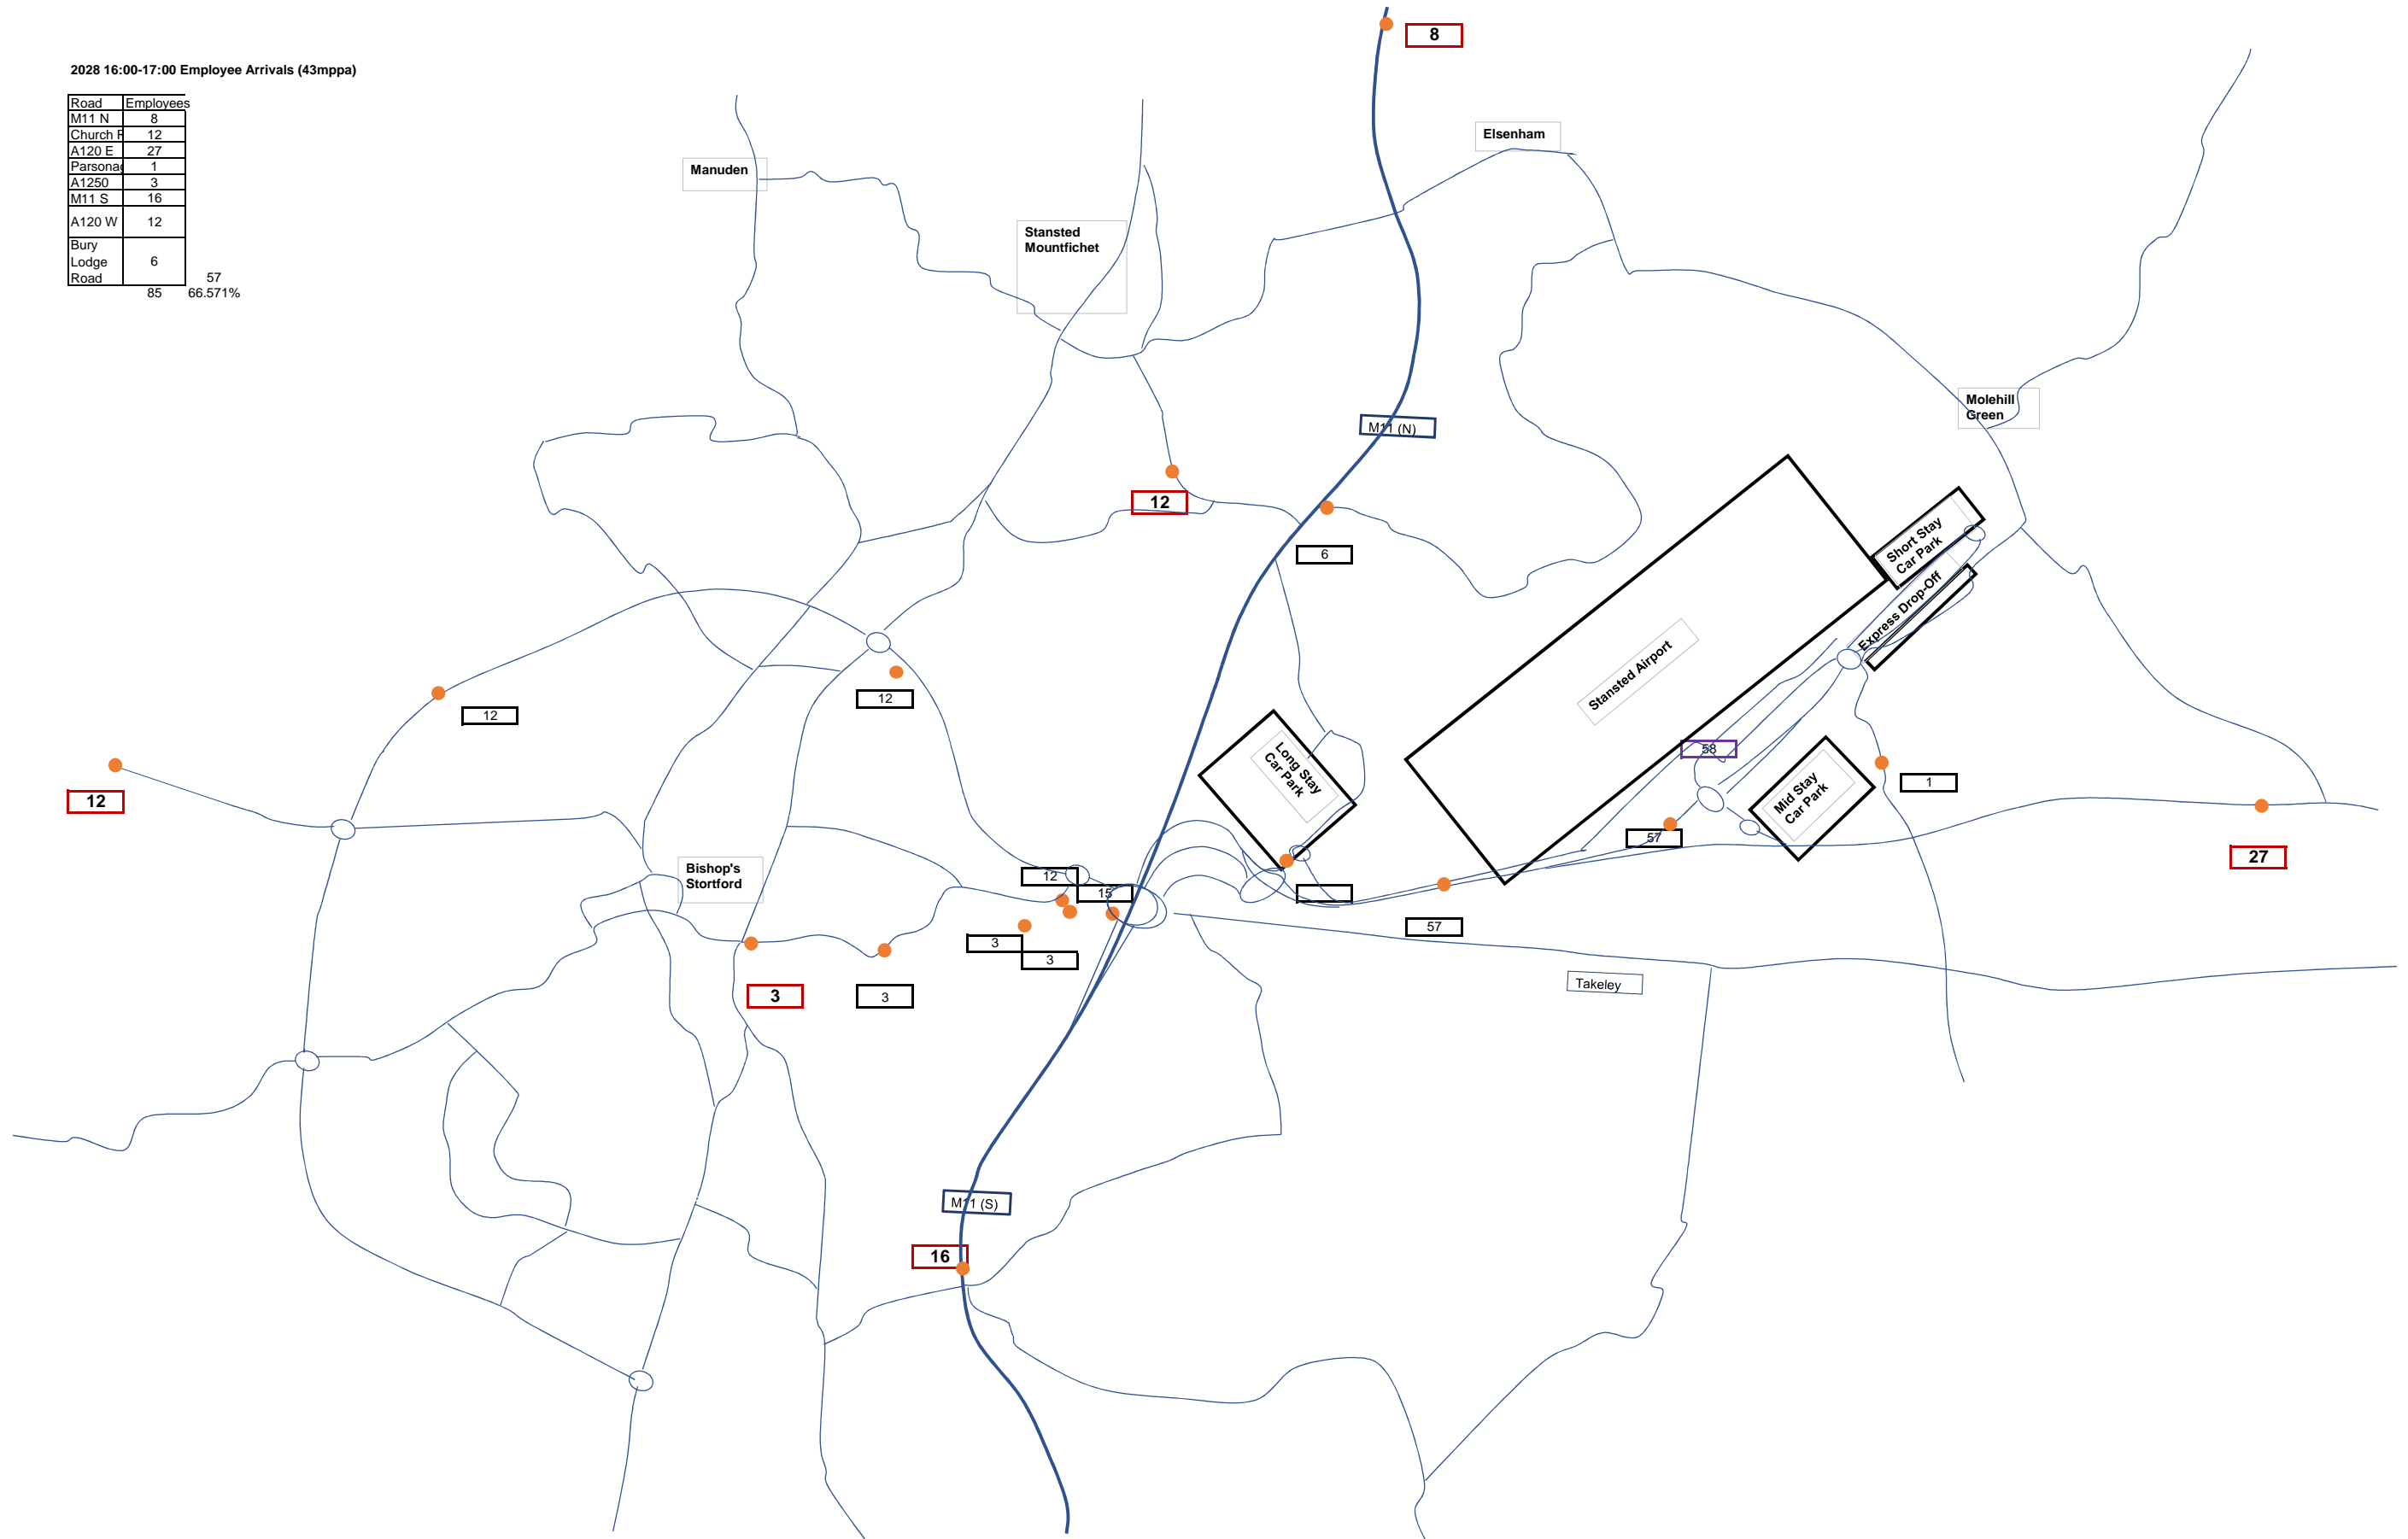 8
2028 16:00-17:00 Employee Arrivals (43mppa)
Road Employees
M11 N 8
Church R 12
A120 E 27
Parsonag 1
A1250 3
M11 S 16
A120 W 12
Bury
Lodge 6
Road 57
85 66.571%
Elsenham
Manuden
Stansted
Mountfichet
Molehill
Green
M11 (N)
12
6
Short Stay
Car Park
Express Drop-Off
Stansted Airport
12
12
58
Long Stay
Car Park
Mid Stay
Car Park
1
12
57
27
Bishop's
Stortford
12
15
57
3
3
3
3
Takeley
M11 (S)
16